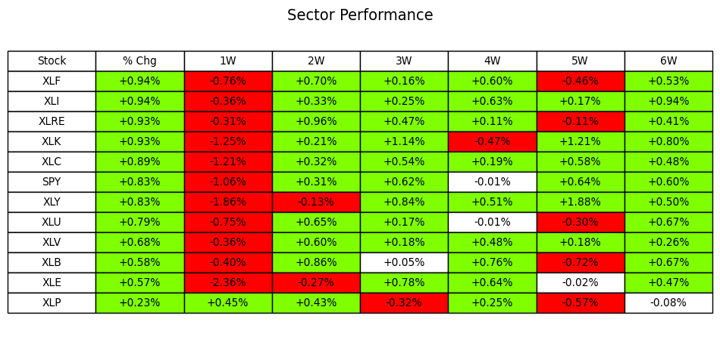 Sector Performance
Stock % Chg 1W 2W 3W 4W 5W 6W
XLF +0.94% -0.76% +0.70% +0.16% +0.60% -0.46% +0.53%
XLI +0.94% -0.36% +0.33% +0.25% +0.63% +0.17% +0.94%
XLRE +0.93% -0.31% +0.96% +0.47% +0.11% -0.11% +0.41%
XLK +0.93% -1.25% +0.21% +1.14% -0.47% +1.21% +0.80%
XLC +0.89% -1.21% +0.32% +0.54% +0.19% +0.58% +0.48%
SPY +0.83% -1.06% +0.31% +0.62% -0.01% +0.64% +0.60%
XLY +0.83% -1.86% -0.13% +0.84% +0.51% +1.88% +0.50%
XLU +0.79% -0.75% +0.65% +0.17% -0.01% -0.30% +0.67%
XLV +0.68% -0.36% +0.60% +0.18% +0.48% +0.18% +0.26%
XLB +0.58% -0.40% +0.86% +0.05% +0.76% -0.72% +0.67%
XLE +0.57% -2.36% -0.27% +0.78% +0.64% -0.02% +0.47%
XLP +0.23% +0.45% +0.43% -0.32% +0.25% -0.57% -0.08%